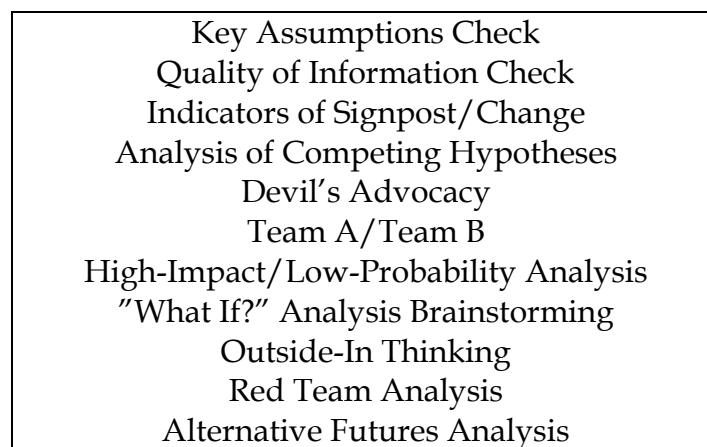 Key Assumptions Check
Quality of Information Check
Indicators of Signpost/Change
Analysis of Competing Hypotheses
Devil’s Advocacy
Team A/Team B
High-Impact/Low-Probability Analysis
”What If?” Analysis Brainstorming
Outside-In Thinking
Red Team Analysis
Alternative Futures Analysis